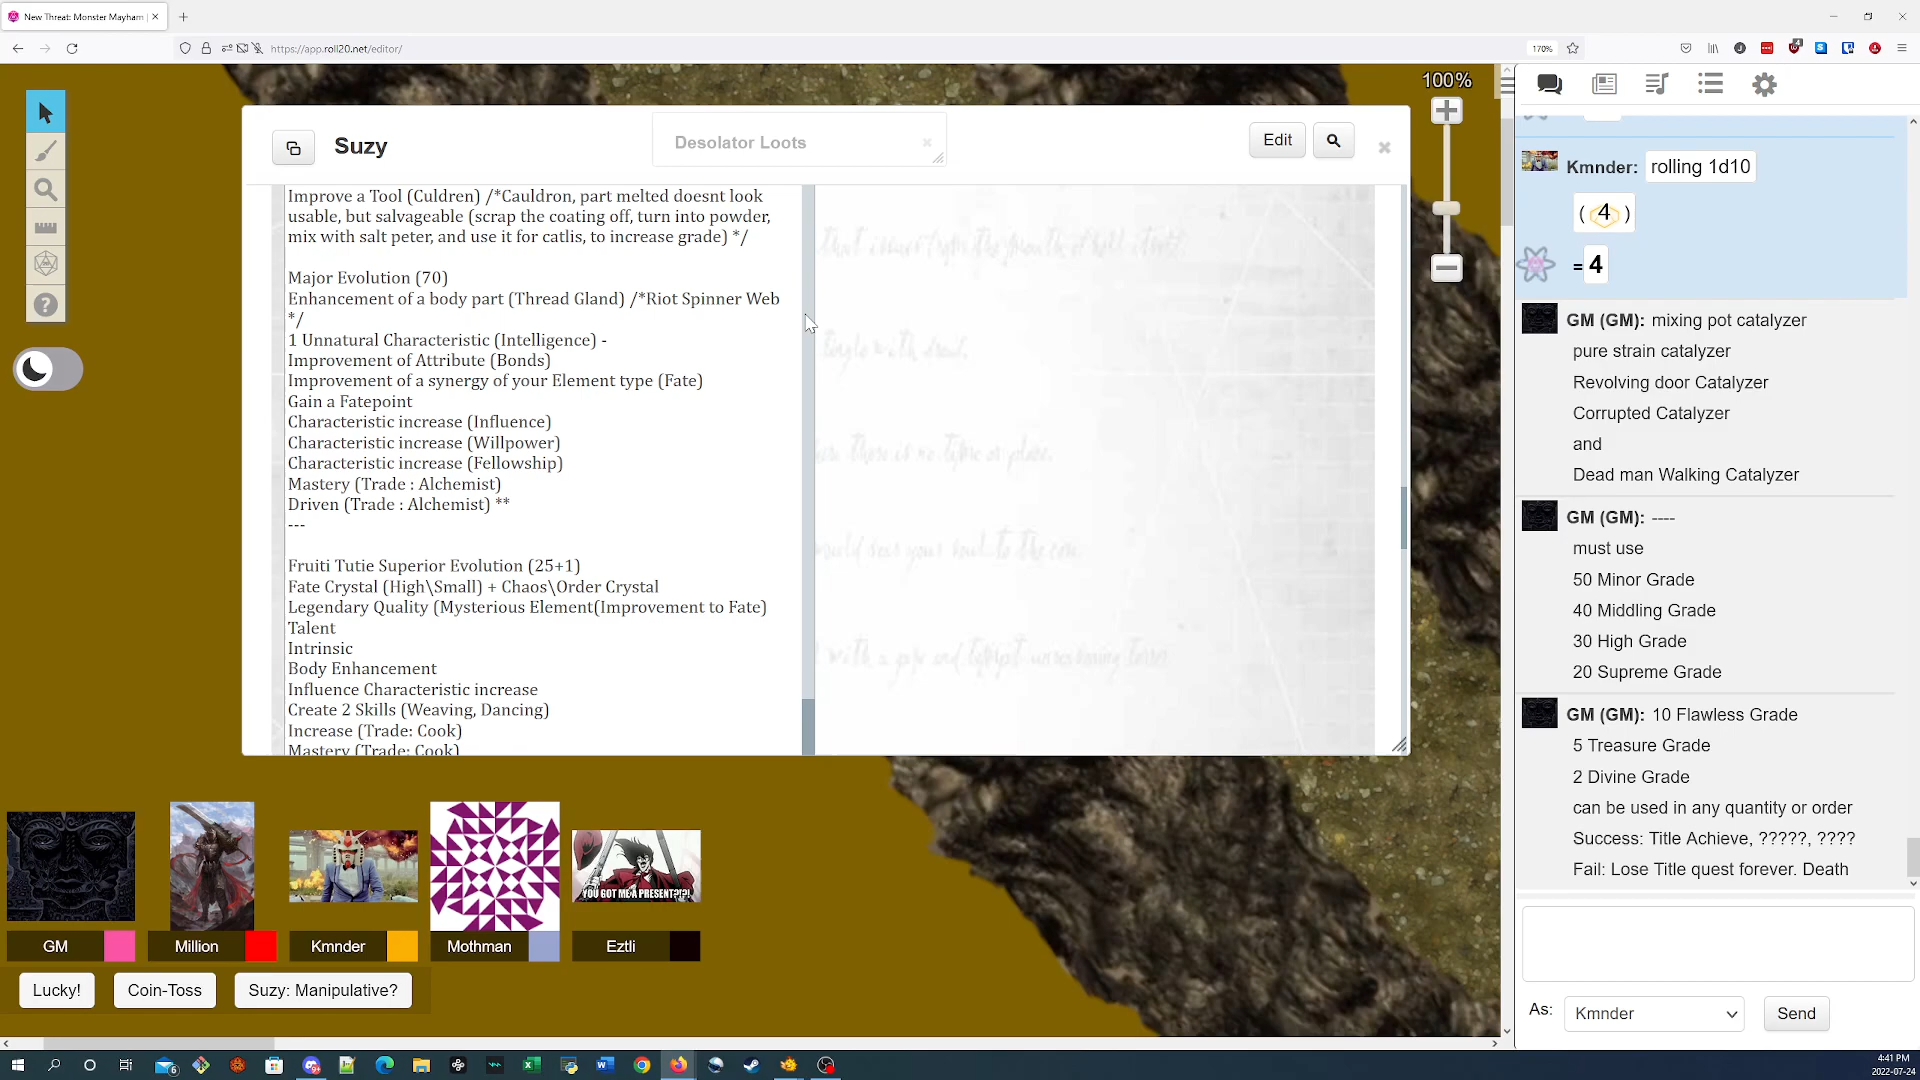 New Threat: Monster Mayham
https://app.roll20.net/editor/
170%
4
100%
Suzy
Desolator Loots
Edit
Improve a Tool (Culdren) /*Cauldron, part melted doesnt look
usable, but salvageable (scrap the coating off, turn into powder,
mix with salt peter, and use it for catlis, to increase grade) */
Major Evolution (70)
Enhancement of a body part (Thread Gland) /*Riot Spinner Web
*/
1 Unnatural Characteristic (Intelligence) -
Improvement of Attribute (Bonds)
Improvement of a synergy of your Element type (Fate)
Gain a Fatepoint
Characteristic increase (Influence)
Characteristic increase (Willpower)
Characteristic increase (Fellowship)
Mastery (Trade : Alchemist)
Driven (Trade : Alchemist) **
---
Fruiti Tutie Superior Evolution (25+1)
Fate Crystal (High\Small) + Chaos\Order Crystal
Legendary Quality (Mysterious Element(Improvement to Fate)
Talent
Intrinsic
Body Enhancement
Influence Characteristic increase
Create 2 Skills (Weaving, Dancing)
Increase (Trade: Cook)
Mastery (Trade: Cook)
Kmnder: rolling 1d10
(4)
=4
GM (GM): mixing pot catalyzer
pure strain catalyzer
Revolving door Catalyzer
Corrupted Catalyzer
and
Dead man Walking Catalyzer
GM (GM): ----
must use
50 Minor Grade
40 Middling Grade
30 High Grade
20 Supreme Grade
GM (GM): 10 Flawless Grade
5 Treasure Grade
2 Divine Grade
can be used in any quantity or order
Success: Title Achieve, ?????, ????
Fail: Lose Title quest forever. Death
As: Kmnder Send
YOU GOT ME A PRESENT?!?!
GM Million Kmnder Mothman Eztli
Lucky! Coin-Toss Suzy: Manipulative?
6
4:41 PM
2022-07-24